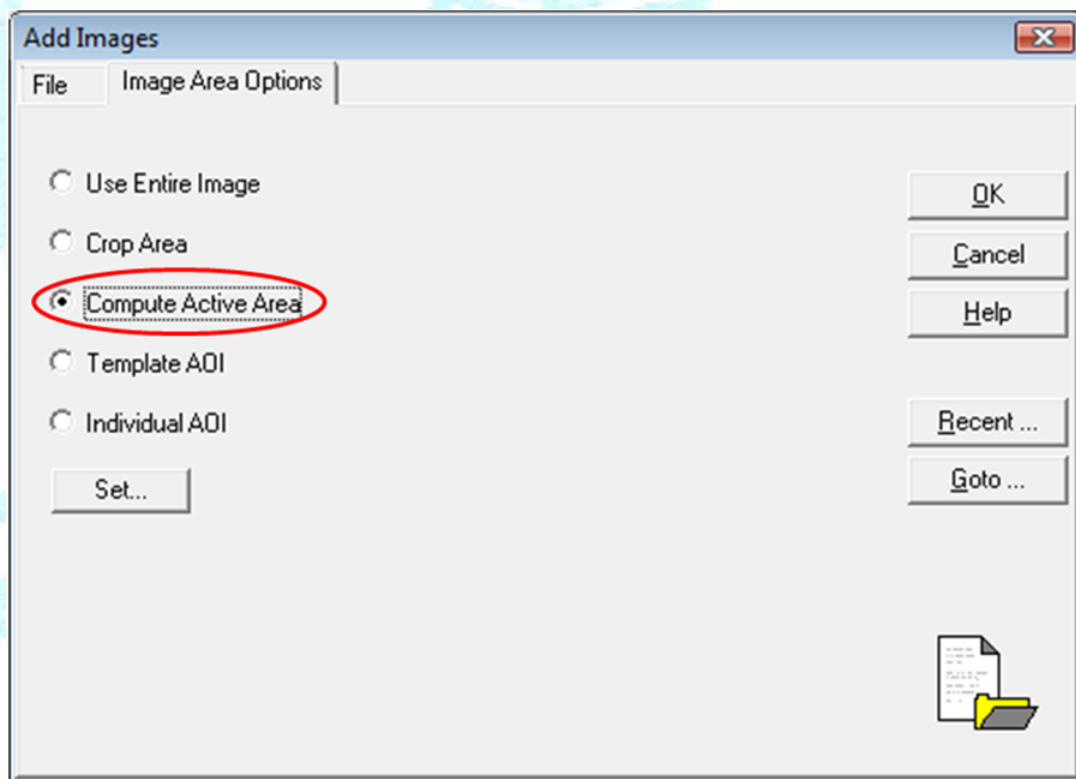 Add Images
File
Image Area Options
Use Entire Image
Crop Area
Compute Active Area
Template AOI
Individual AOI
Set...
OK
Cancel
Help
Recent ...
Goto ...